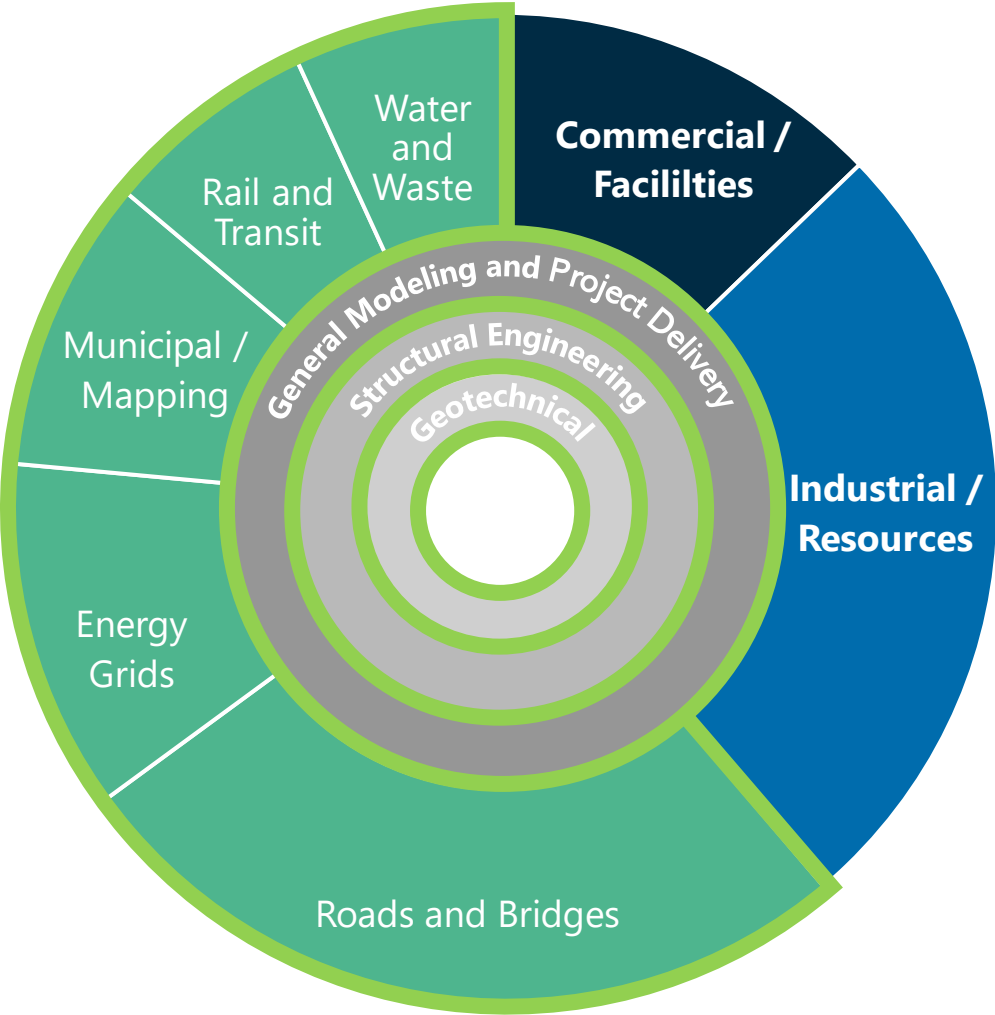 Water
and
Waste
Commercial /
Facililties
Rail and
Transit
General Modeling and Project Delivery
Structural Engineering
Geotechnical
Municipal /
Mapping
Industrial /
Resources
Energy
Grids
Roads and Bridges